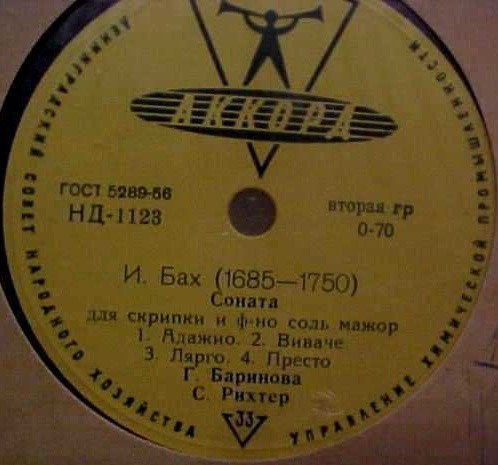 ЛЕНИНГРАДСКИЙ СОВЕТ НАРОДНОГО ХОЗЯЙСТВА
УПРАВЛЕНИЕ ХИМИЧЕСКОЙ ПРОМЫШЛЕННОСТИ
АККОРД
ГОСТ 5289-56
НД-1123
вторая гр
0-70
И. Бах (1685—1750)
Соната
для скрипки и ф-но соль мажор
1. Адажио. 2. Виваче
3. Лярго. 4. Престо
Г. Баринова
С. Рихтер
33